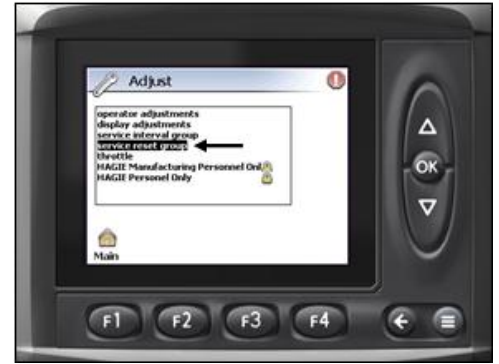 Adjust
operator adjustments
display adjustments
service interval group
service reset group
throttle
HAGIE Manufacturing Personnel Only
HAGIE Personel Only
Main
OK
F1 F2 F3 F4